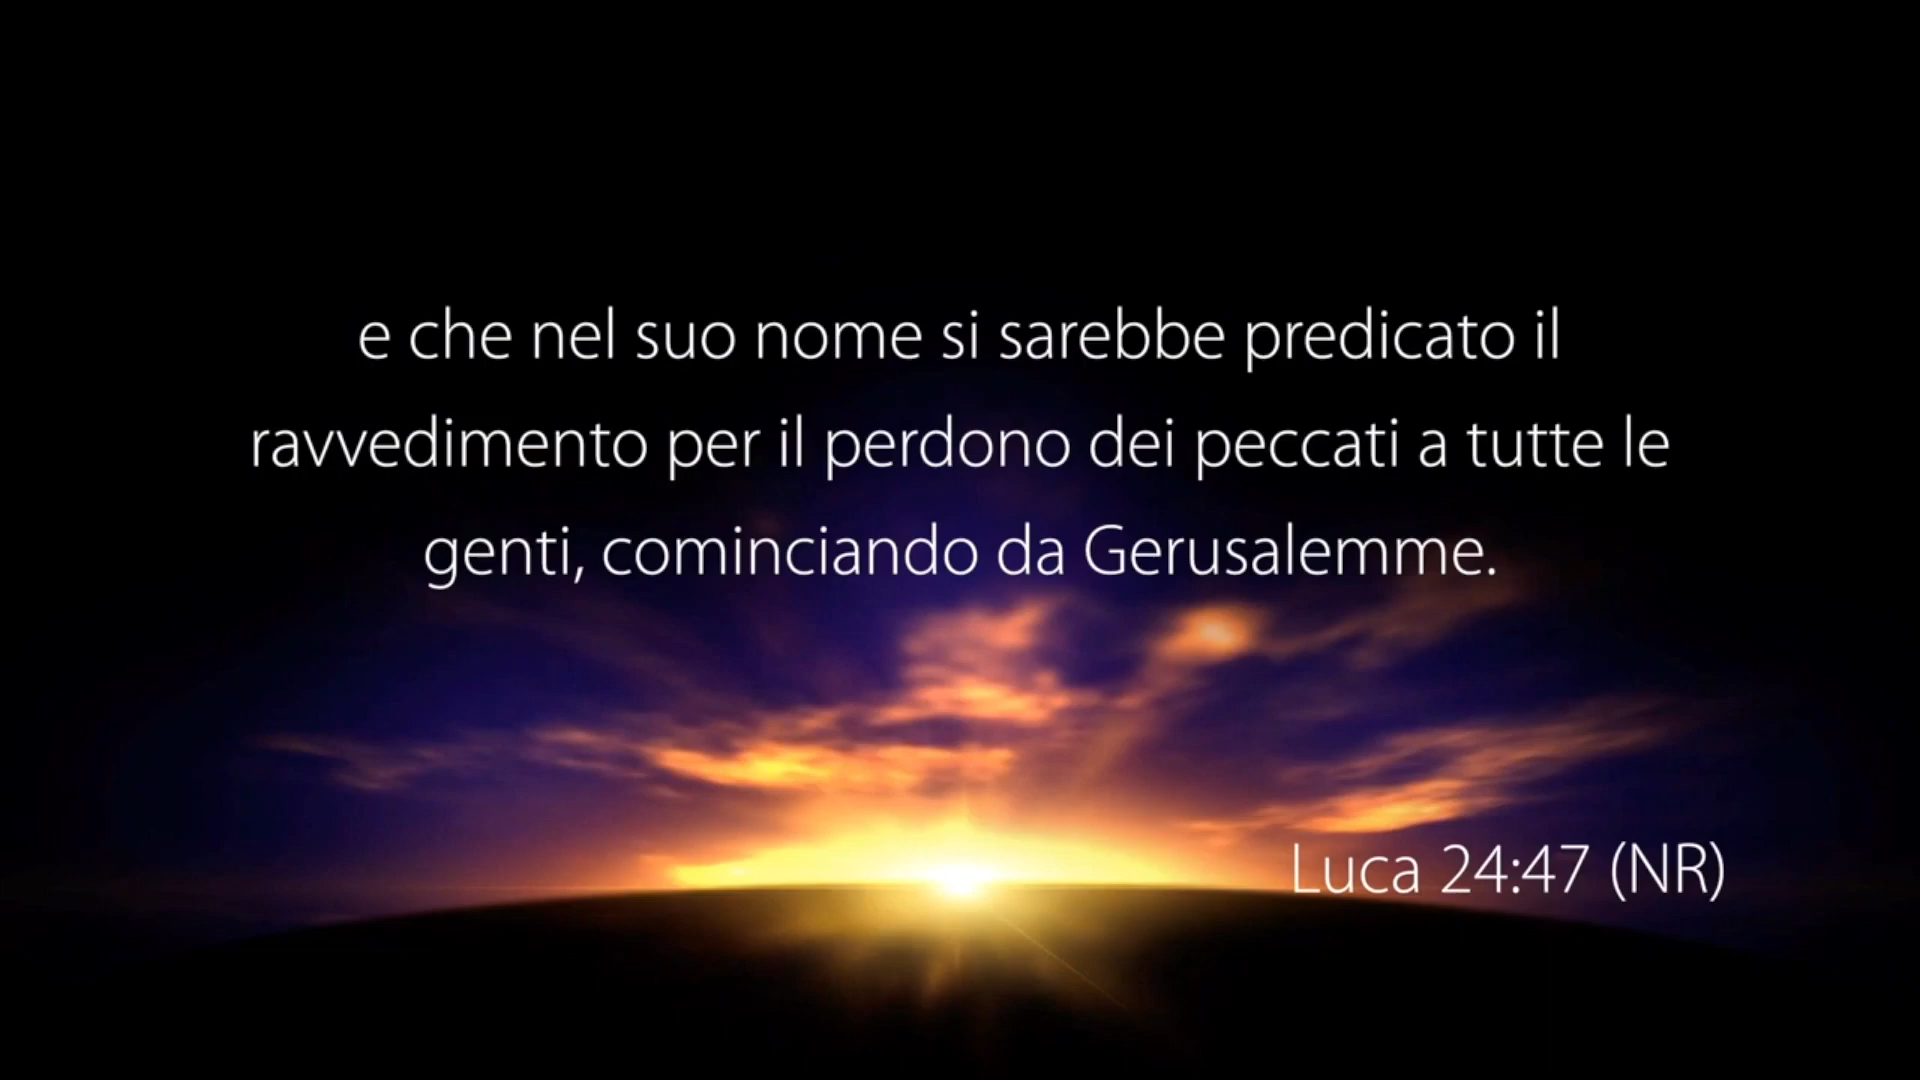 e che nel suo nome si sarebbe predicato il
ravvedimento per il perdono dei peccati a tutte le
genti, cominciando da Gerusalemme.
Luca 24:47 (NR)